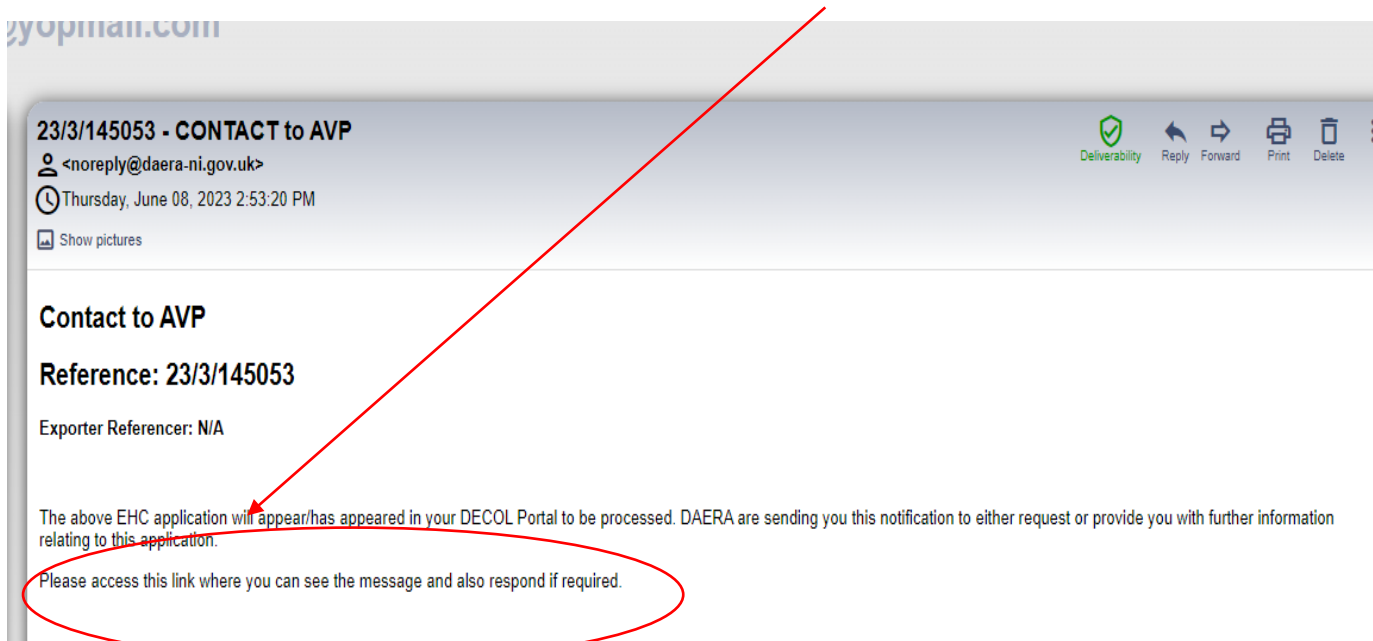 @yopmail.com
23/3/145053 - CONTACT to AVP
<noreply@daera-ni.gov.uk>
Thursday, June 08, 2023 2:53:20 PM
Show pictures
Deliverability Reply Forward Print Delete
Contact to AVP
Reference: 23/3/145053
Exporter Referencer: N/A
The above EHC application will appear/has appeared in your DECOL Portal to be processed. DAERA are sending you this notification to either request or provide you with further information
relating to this application.
Please access this link where you can see the message and also respond if required.